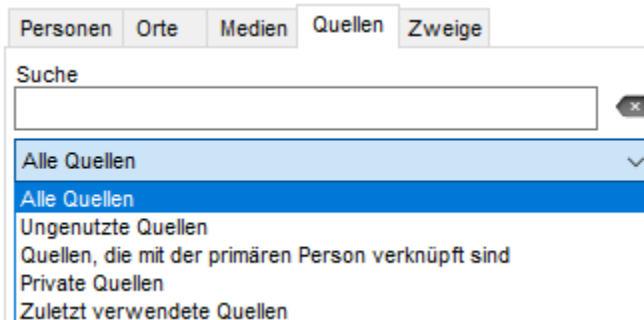 Personen Orte Medien Quellen Zweige
Suche
Alle Quellen
Alle Quellen
Ungenutzte Quellen
Quellen, die mit der primären Person verknüpft sind
Private Quellen
Zuletzt verwendete Quellen